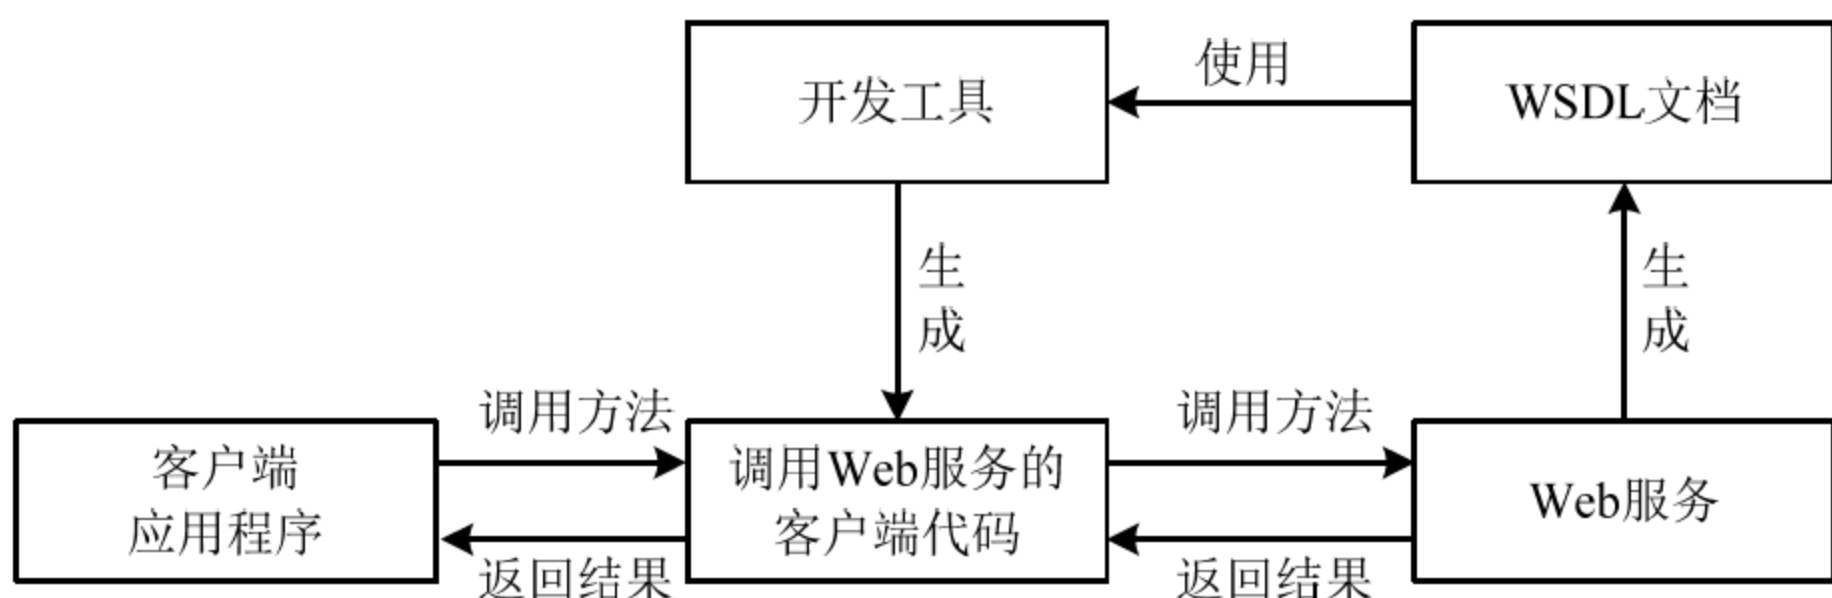 使用
开发工具
WSDL文档
生
成
生
成
调用方法
调用方法
客户端
应用程序
调用Web服务的
客户端代码
Web服务
返回结果
返回结果